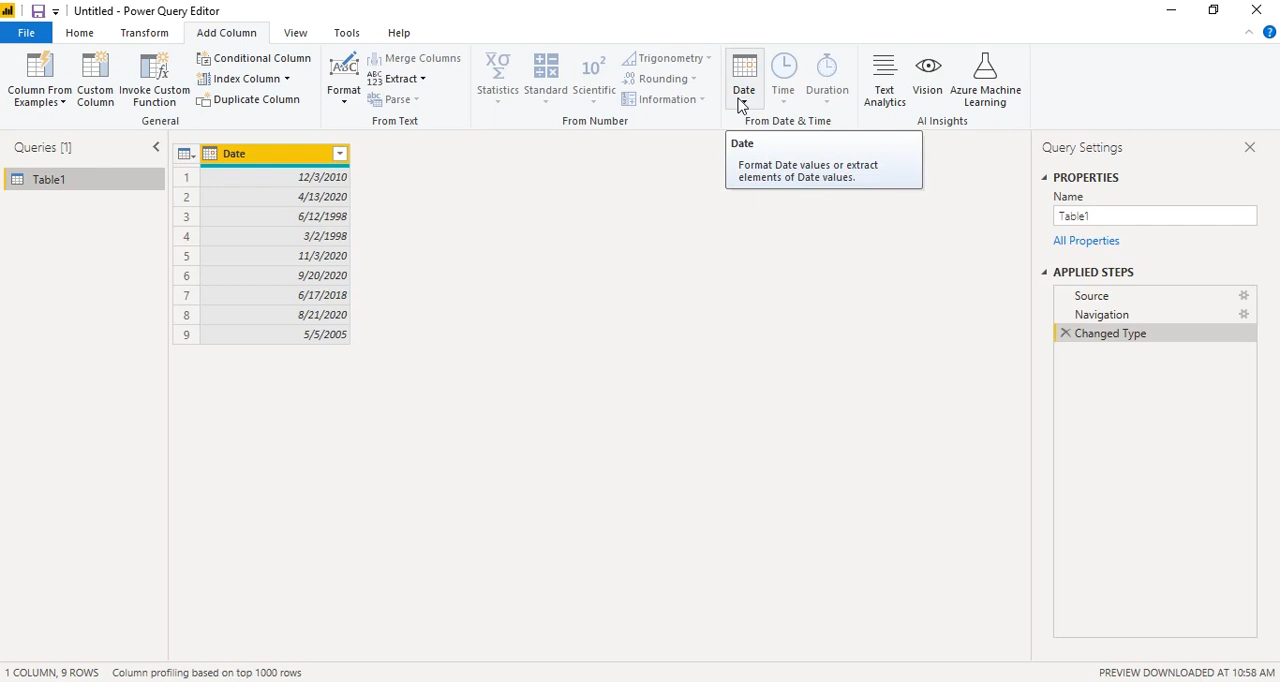 Untitled - Power Query Editor
File
Home
Transform
Add Column
View
Tools
Help
Column From
Examples
Custom
Column
Invoke Custom
Function
Conditional Column
Index Column
Duplicate Column
General
ABC
Format
Merge Columns
ABC
123
Extract
abc
Parse
From Text
ΧΟ
Statistics
Standard
10²
Scientific
Trigonometry
.00
Rounding
Information
From Number
Date
Time
Duration
From Date & Time
Text
Analytics
Vision
Azure Machine
Learning
AI Insights
?
Date
Format Date values or extract
elements of Date values.
Queries [1]
Table1
Date
1 12/3/2010
2 4/13/2020
3 6/12/1998
4 3/2/1998
5 11/3/2020
6 9/20/2020
7 6/17/2018
8 8/21/2020
9 5/5/2005
Query Settings
PROPERTIES
Name
Table1
All Properties
APPLIED STEPS
Source
Navigation
Changed Type
1 COLUMN, 9 ROWS
Column profiling based on top 1000 rows
PREVIEW DOWNLOADED AT 10:58 AM